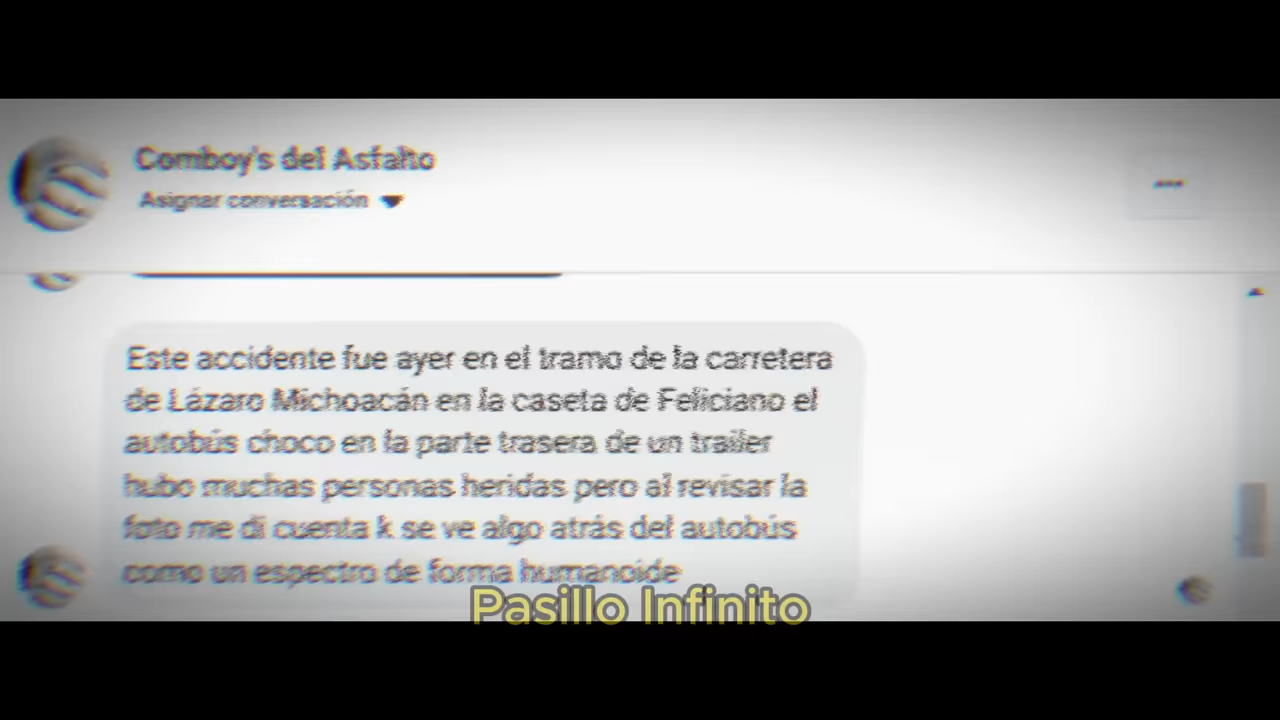 Comboy's del Asfalto
Asignar conversación
Este accidente fue ayer en el tramo de la carretera
de Lázaro Michoacán en la caseta de Feliciano el
autobús choco en la parte trasera de un trailer
hubo muchas personas heridas pero al revisar la
foto me di cuenta k se ve algo atrás del autobús
como un espectro de forma humanoide
Pasillo Infinito